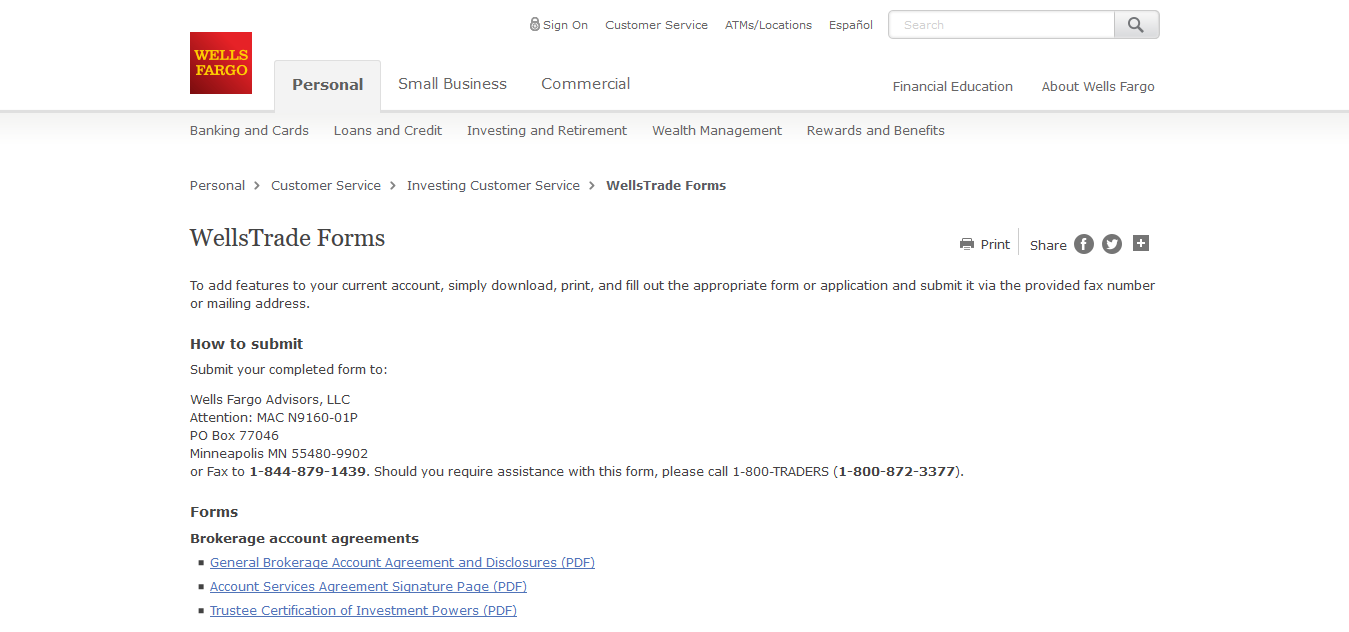 Sign On Customer Service ATMs/Locations Español Search
WELLS
FARGO
Personal Small Business Commercial
Financial Education About Wells Fargo
Banking and Cards Loans and Credit Investing and Retirement Wealth Management Rewards and Benefits
Personal > Customer Service > Investing Customer Service > WellsTrade Forms
WellsTrade Forms
Print Share
To add features to your current account, simply download, print, and fill out the appropriate form or application and submit it via the provided fax number
or mailing address.
How to submit
Submit your completed form to:
Wells Fargo Advisors, LLC
Attention: MAC N9160-01P
PO Box 77046
Minneapolis MN 55480-9902
or Fax to 1-844-879-1439. Should you require assistance with this form, please call 1-800-TRADERS (1-800-872-3377).
Forms
Brokerage account agreements
General Brokerage Account Agreement and Disclosures (PDF)
Account Services Agreement Signature Page (PDF)
Trustee Certification of Investment Powers (PDF)